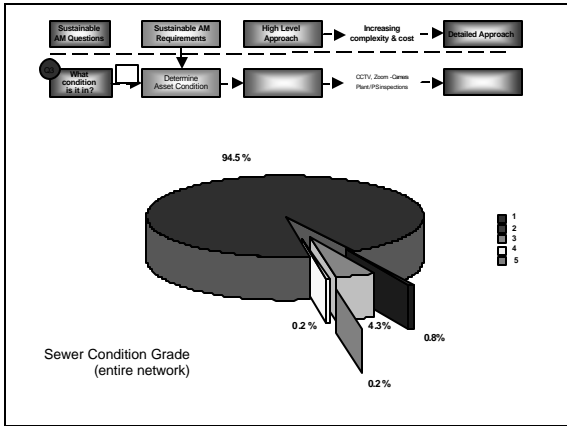 Sustainable
AM Questions
Sustainable AM
Requirements
High Level
Approach
Increasing
complexity & cost
Detailed Approach
Q3
What
condition
is it in?
Determine
Asset Condition
CCTV, Zoom -Cameras
Plant/PS inspections
94.5%
1
2
3
4
5
0.2%
4.3%
0.8%
0.2%
Sewer Condition Grade
(entire network)